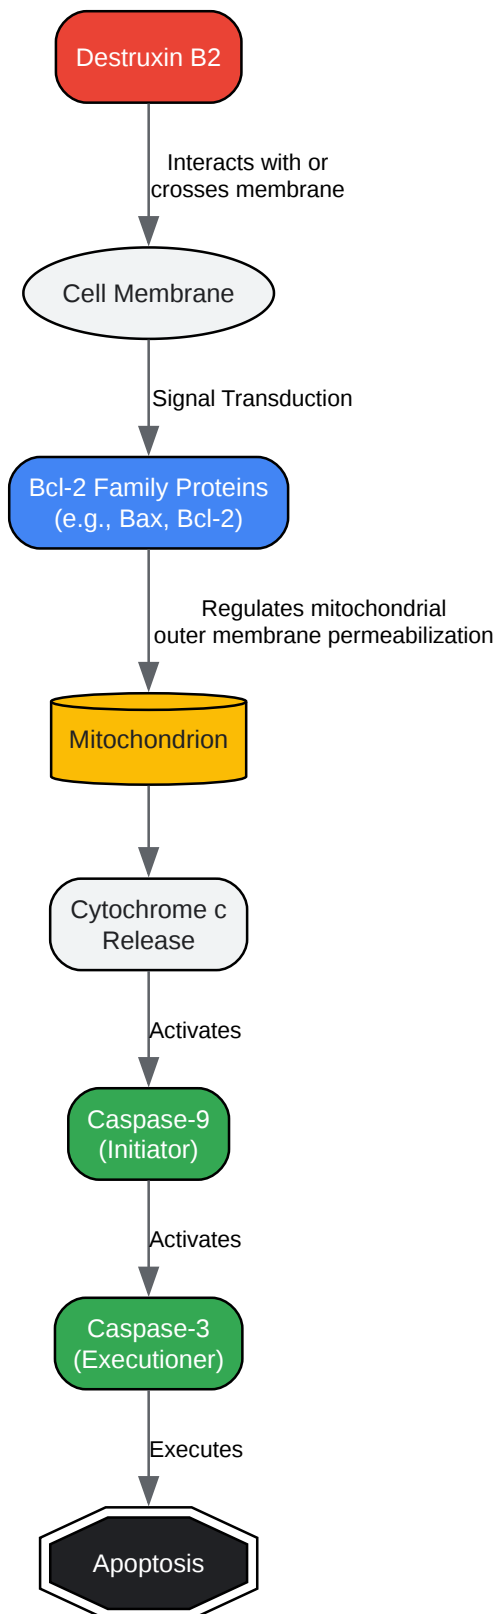 Destruxin B2
Interacts with or
crosses membrane
Cell Membrane
Signal Transduction
Bcl-2 Family Proteins
(e.g., Bax, Bcl-2)
Regulates mitochondrial
outer membrane permeabilization
Mitochondrion
Cytochrome c
Release
Activates
Caspase-9
(Initiator)
Activates
Caspase-3
(Executioner)
Executes
Apoptosis